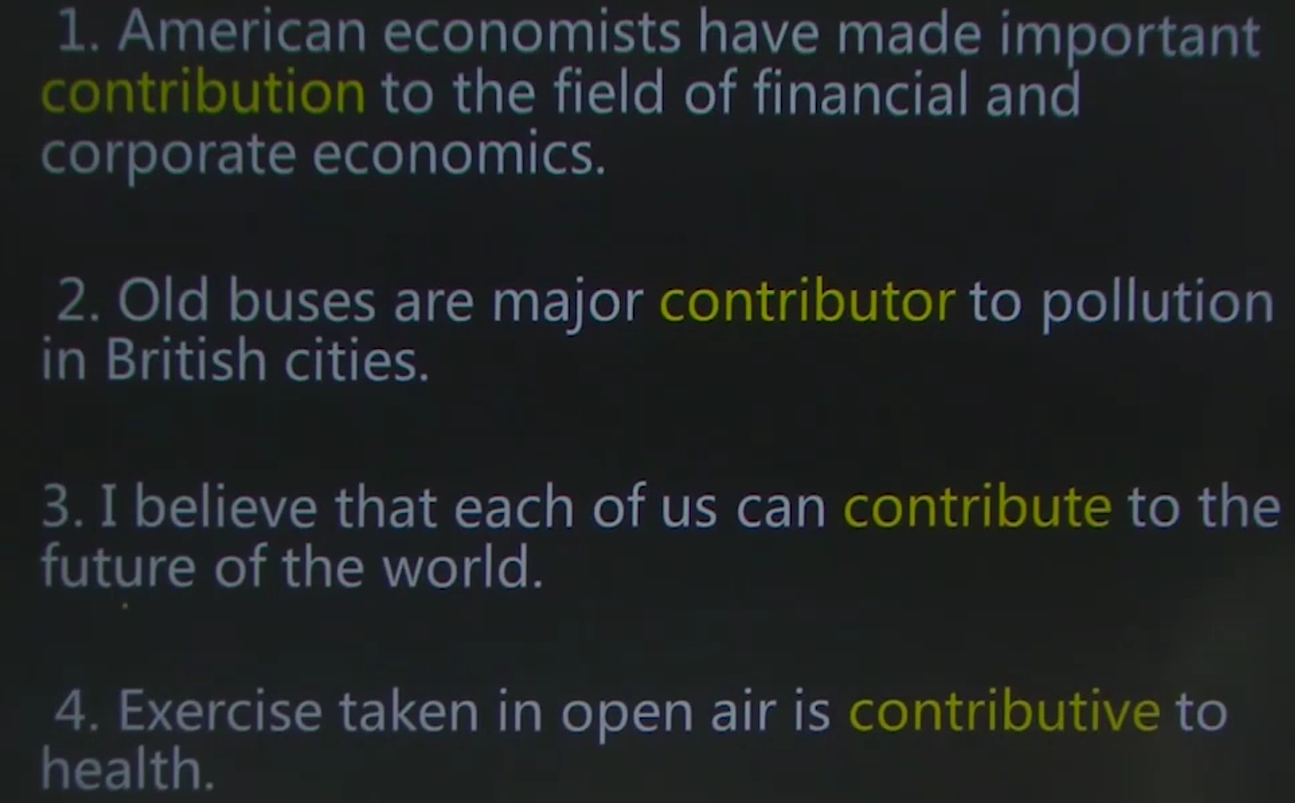 1. American economists have made important
contribution to the field of financial and
corporate economics.
2. Old buses are major contributor to pollution
in British cities.
3. I believe that each of us can contribute to the
future of the world.
4. Exercise taken in open air is contributive to
health.